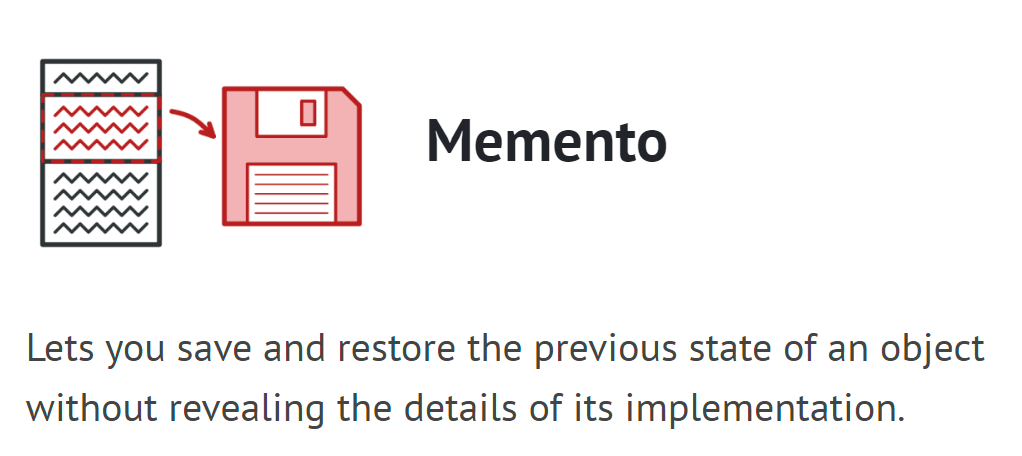 Memento
Lets you save and restore the previous state of an object
without revealing the details of its implementation.